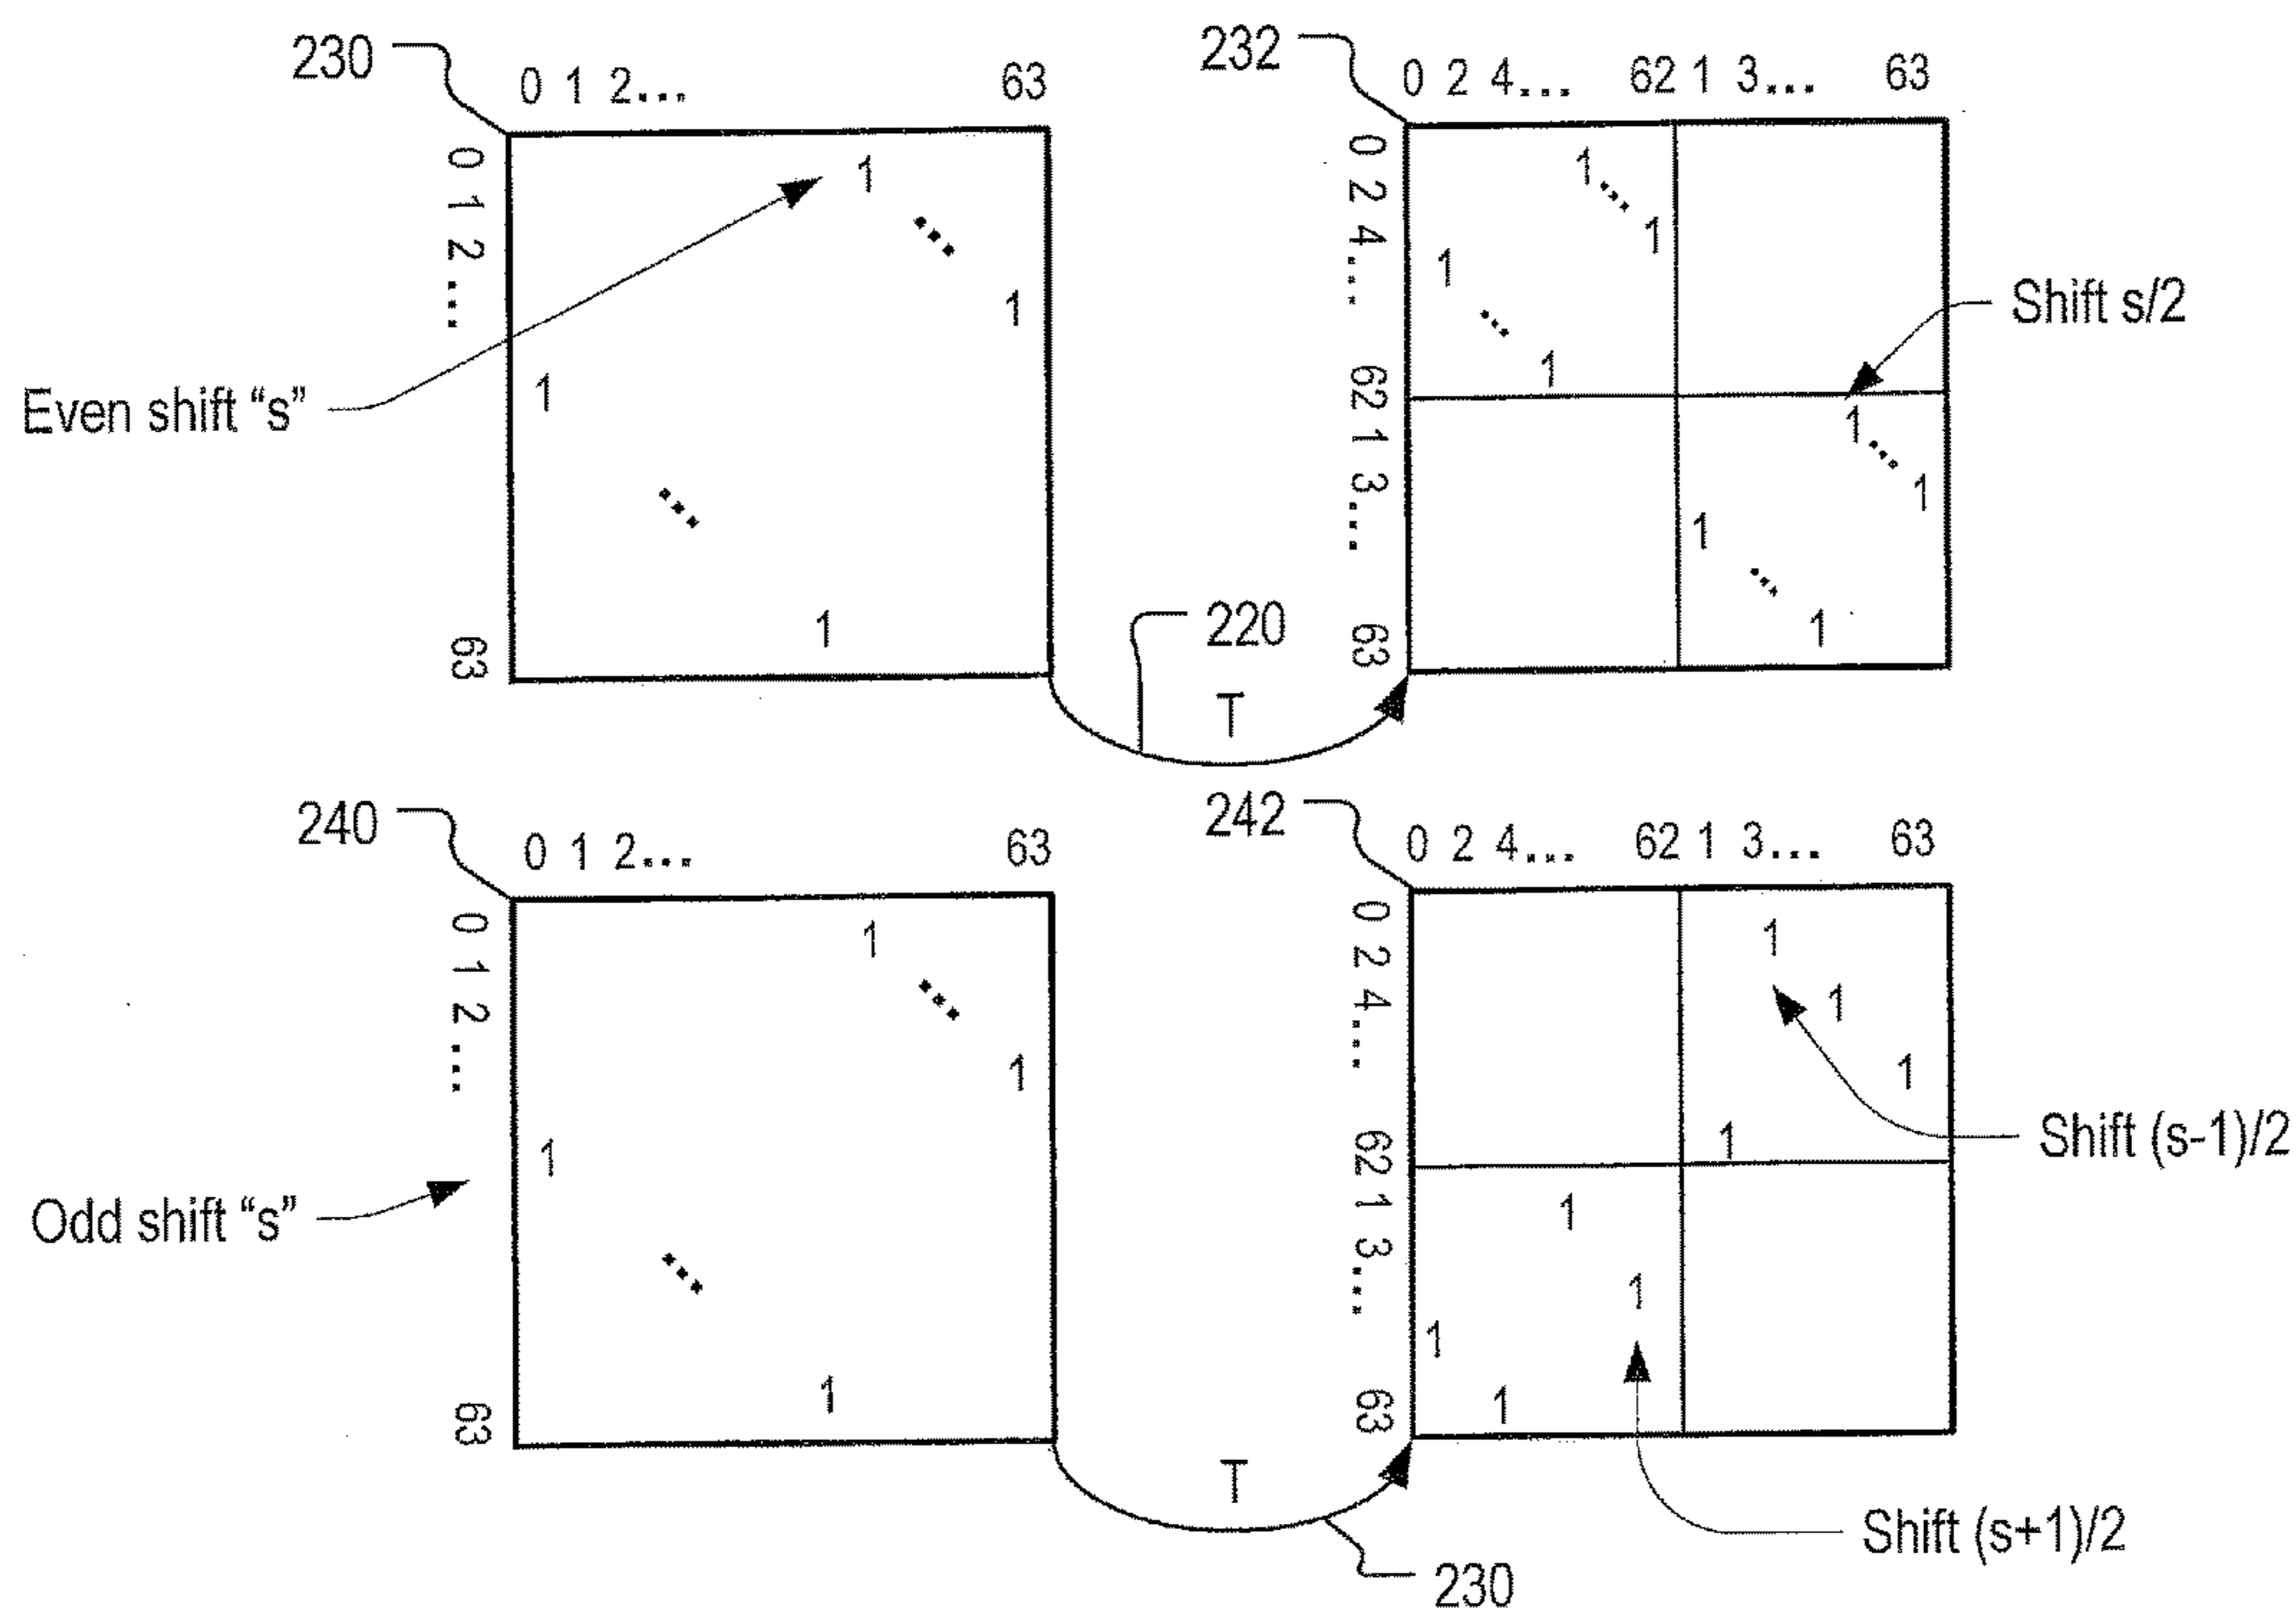 230
0 1 2... 63
0 1 2... 63
1
1
1
1
Even shift “s”
232
0 2 4... 62 1 3... 63
0 2 4... 62 1 3... 63
1
1
1
1
1
1
1
1
Shift s/2
220
T
240
0 1 2... 63
0 1 2... 63
1
1
1
1
Odd shift “s”
242
0 2 4... 62 1 3... 63
0 2 4... 62 1 3... 63
1
1
1
1
1
1
1
1
Shift (s-1)/2
Shift (s+1)/2
T
230